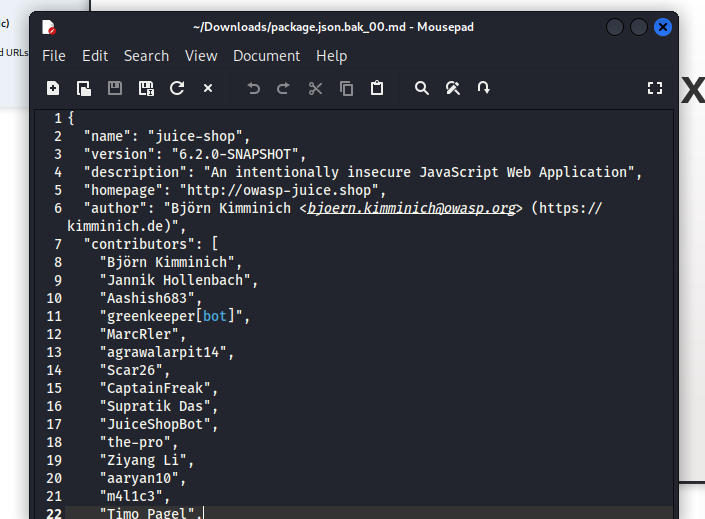 c)
d URLs
~/Downloads/package.json.bak_00.md - Mousepad
File Edit Search View Document Help
X
1 {
2 "name": "juice-shop",
3 "version": "6.2.0-SNAPSHOT",
4 "description": "An intentionally insecure JavaScript Web Application",
5 "homepage": "http://owasp-juice.shop",
6 "author": "Björn Kimminich <bjoern.kimminich@owasp.org> (https://
kimminich.de)",
7 "contributors": [
8 "Björn Kimminich",
9 "Jannik Hollenbach",
10 "Aashish683",
11 "greenkeeper[bot]",
12 "MarcRler",
13 "agrawalarpit14",
14 "Scar26",
15 "CaptainFreak",
16 "Supratik Das",
17 "JuiceShopBot",
18 "the-pro",
19 "Ziyang Li",
20 "aaryan10",
21 "m4l1c3",
22 "Timo Pagel",